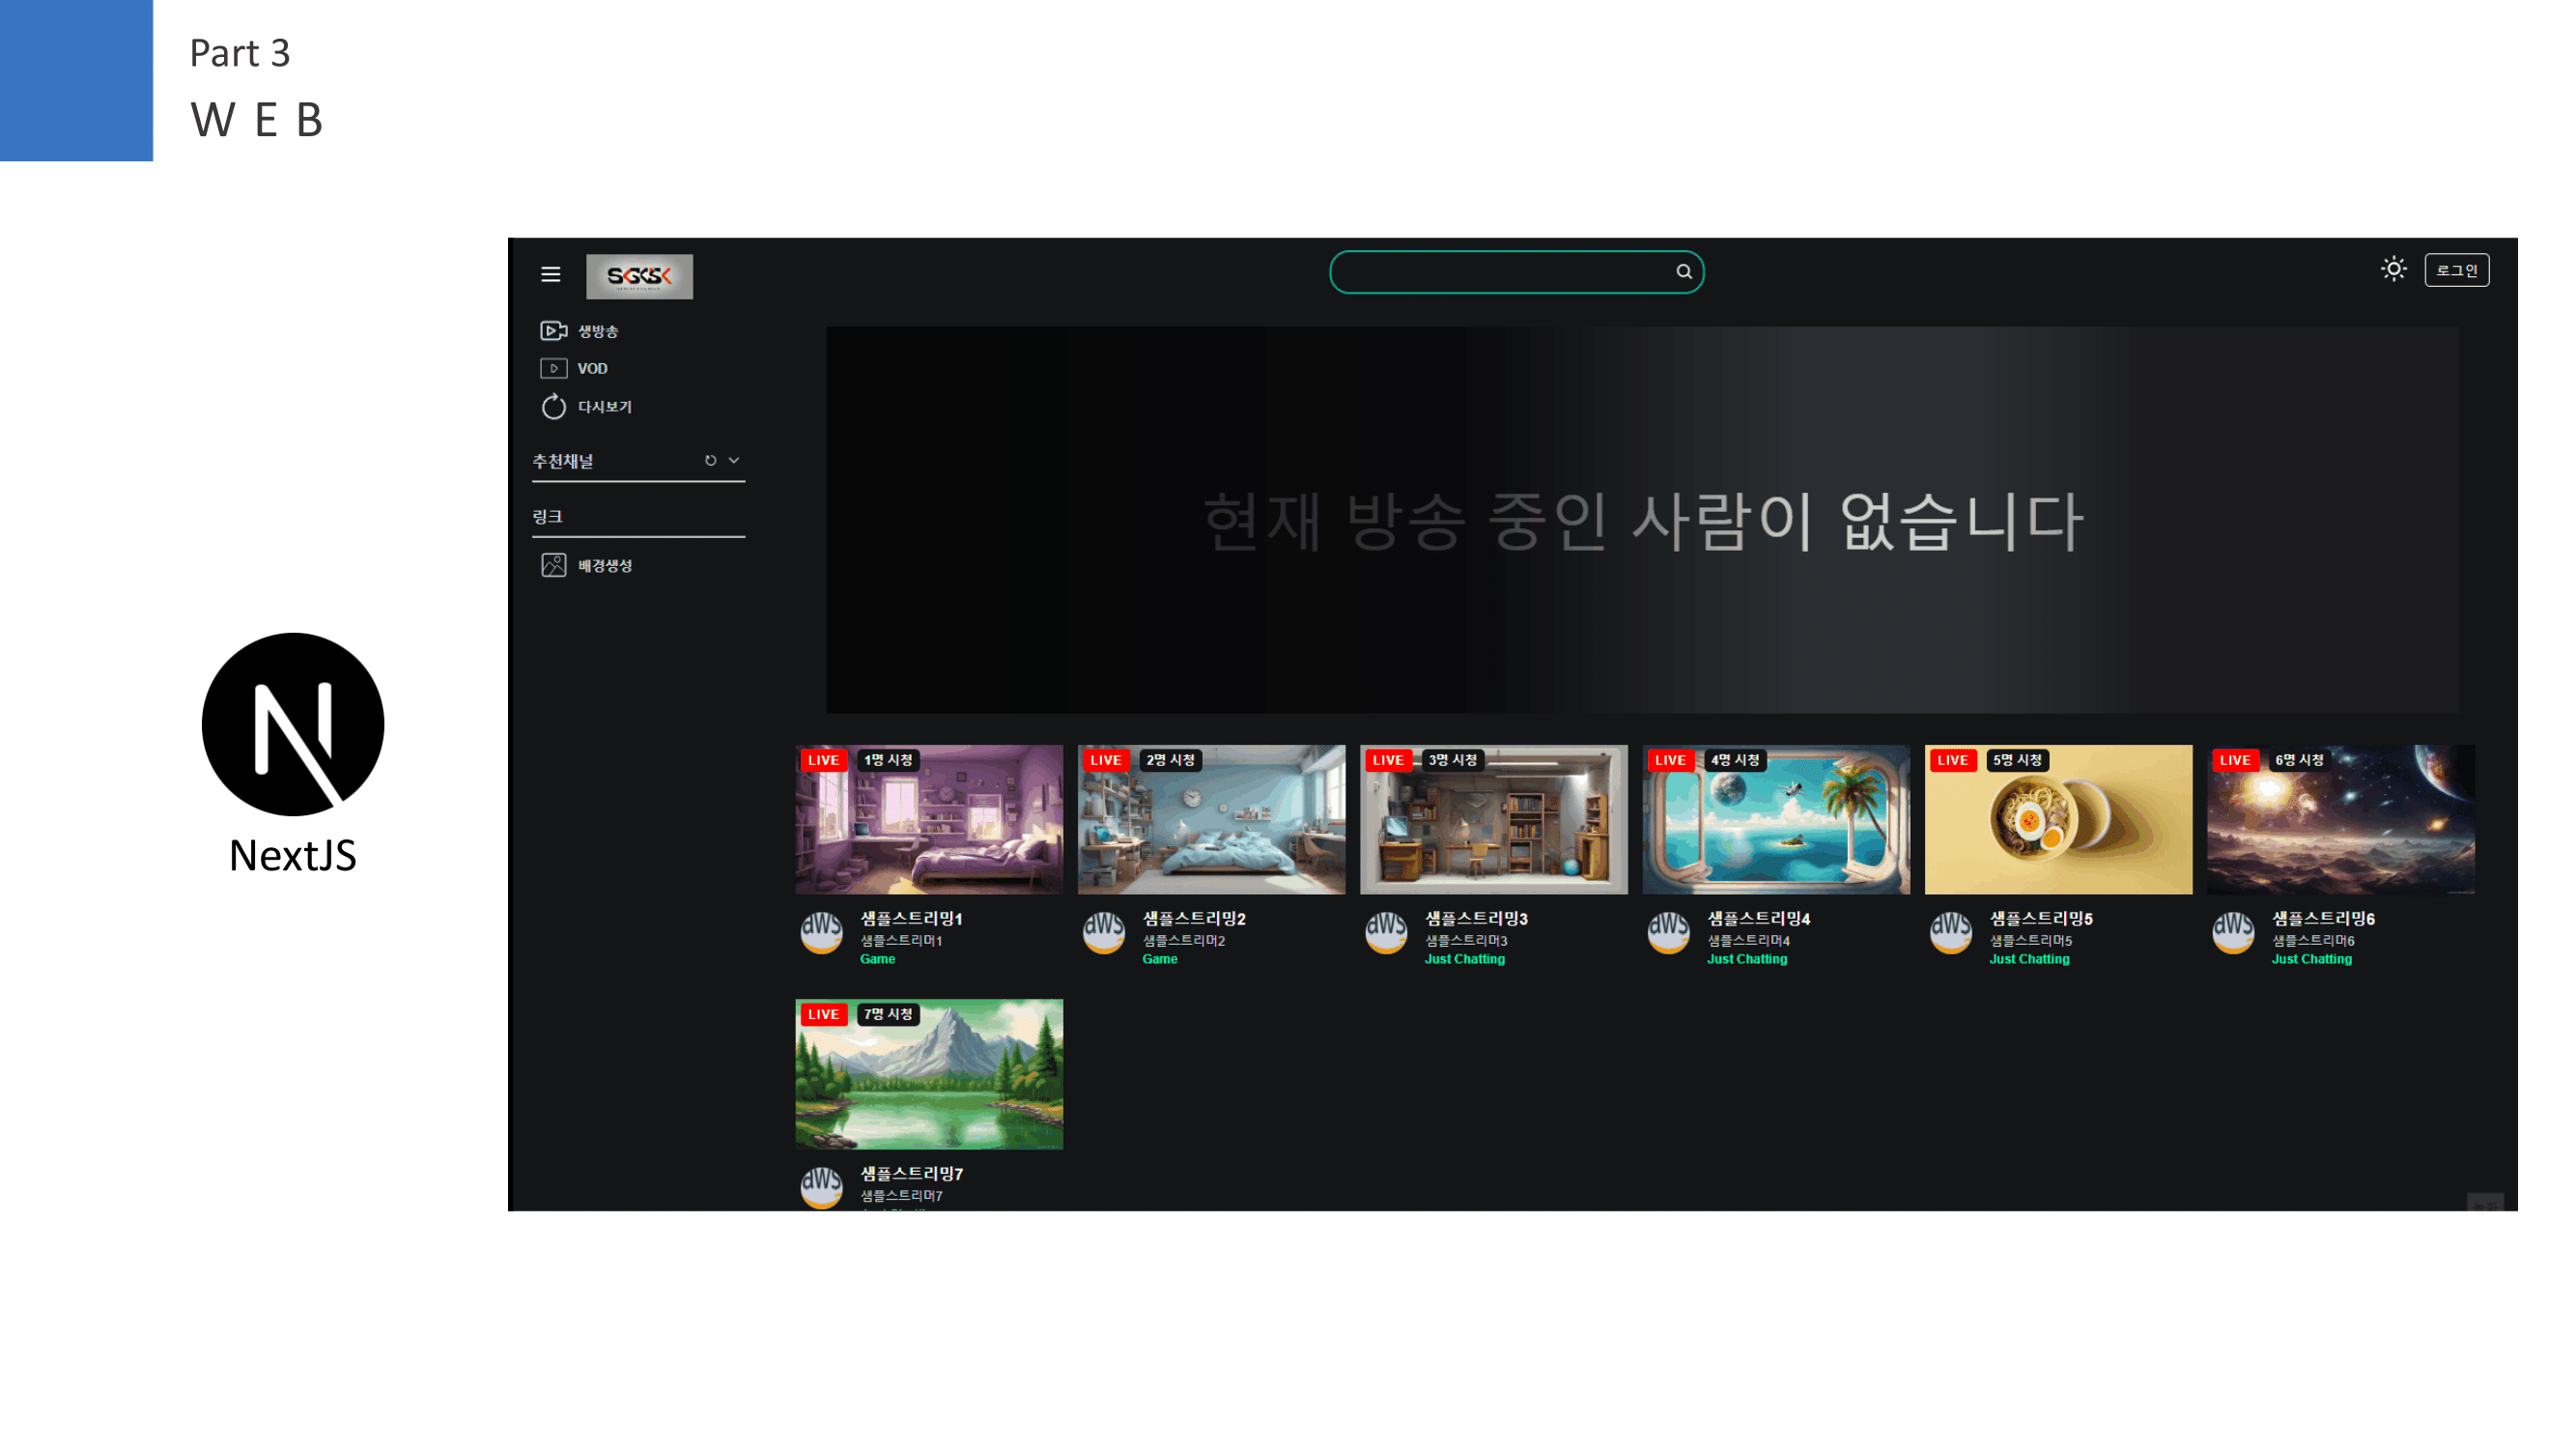 Part 3
W E B
로그인
생방송
VOD
다시보기
추천채널
링크
배경생성
현재 방송 중인 사람이 없습니다
NextJS
LIVE 1명 시청
LIVE 2명 시청
LIVE 3명 시청
LIVE 4명 시청
LIVE 5명 시청
LIVE 6명 시청
aws 샘플스트리밍1
샘플스트리머1
Game
aws 샘플스트리밍2
샘플스트리머2
Game
aws 샘플스트리밍3
샘플스트리머3
Just Chatting
aws 샘플스트리밍4
샘플스트리머4
Just Chatting
aws 샘플스트리밍5
샘플스트리머5
Just Chatting
aws 샘플스트리밍6
샘플스트리머6
Just Chatting
LIVE 7명 시청
aws 샘플스트리밍7
샘플스트리머7